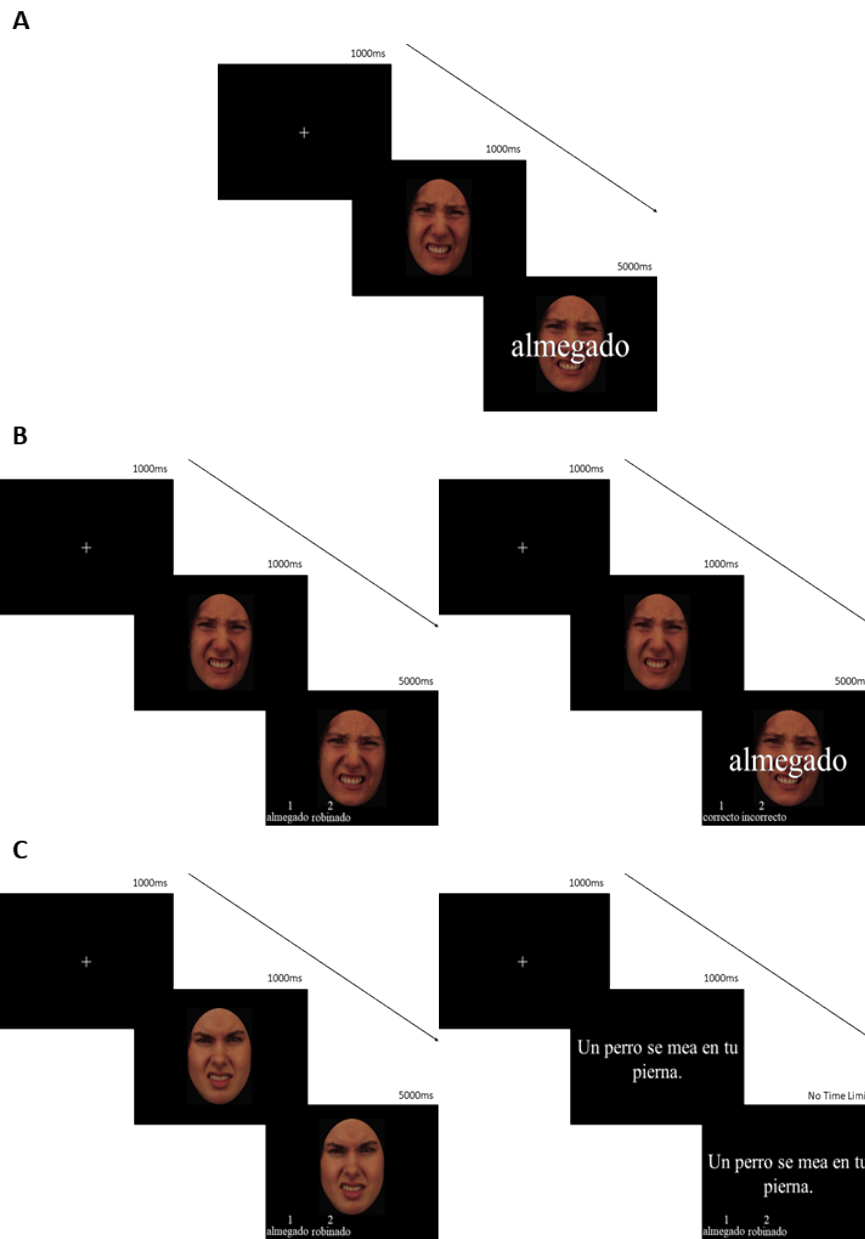 A
1000ms
+
1000ms
5000ms
almegado
B
1000ms
+
1000ms
5000ms
1 2
almegado robinado
1000ms
+
1000ms
5000m
almegado
1 2
correcto incorrecto
C
1000ms
+
1000ms
5000ms
1 2
almegado robinado
1000ms
+
1000ms
Un perro se mea en tu
pierna.
No Time Limi
Un perro se mea en tu
pierna.
1 2
almegado robinado